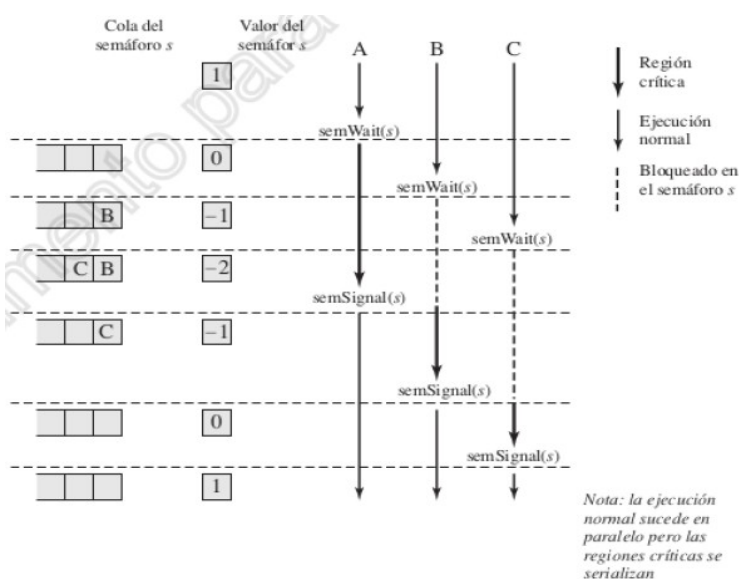 Cola del
semáforo s
Valor del
semáfor s
A
B
C
1
semWait(s)
0
semWait(s)
B
−1
semWait(s)
C B
−2
semSignal(s)
C
−1
semSignal(s)
0
semSignal(s)
1
Región
crítica
Ejecución
normal
Bloqueado en
el semáforo s
Nota: la ejecución
normal sucede en
paralelo pero las
regiones críticas se
serializan
para